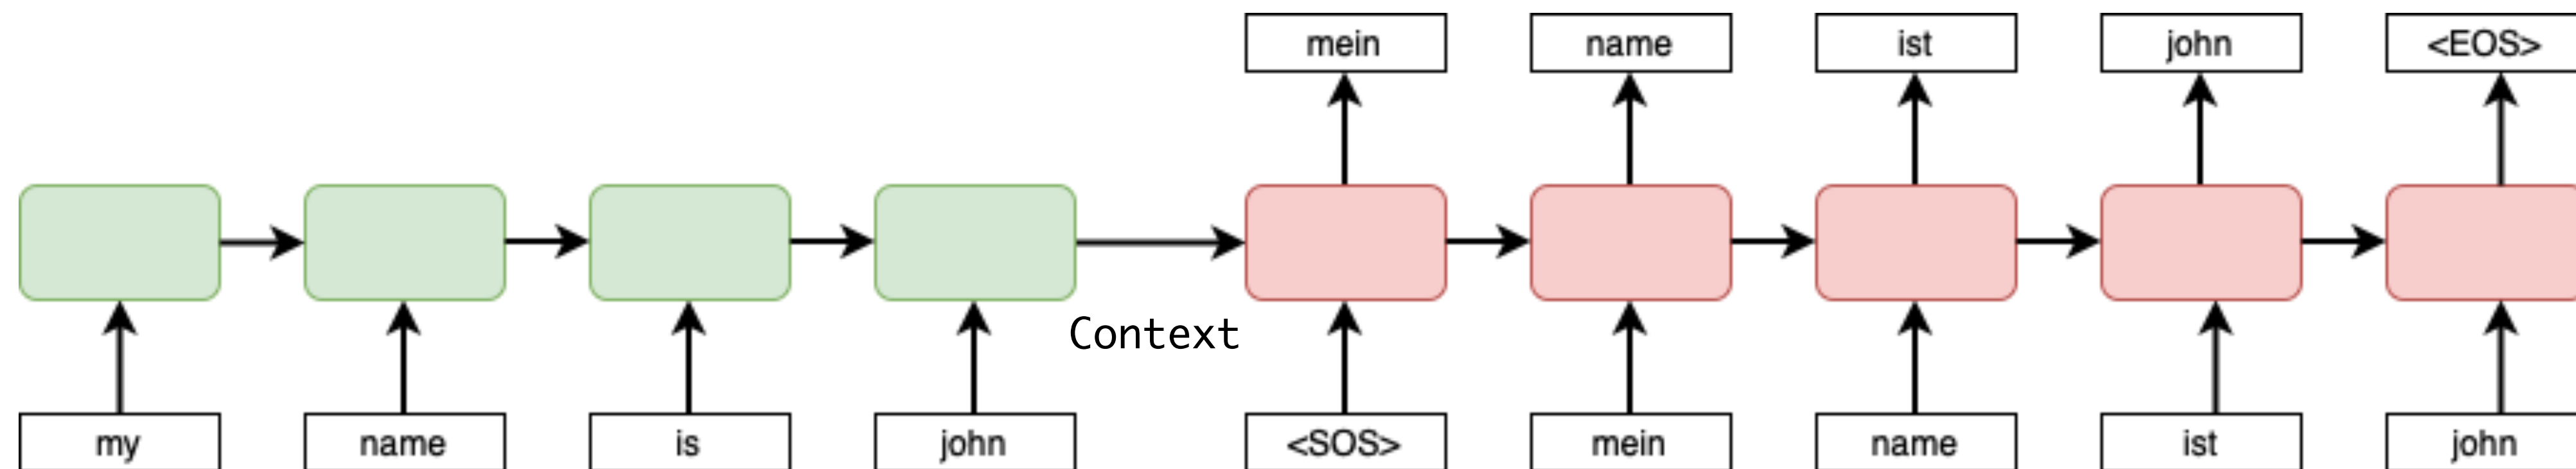 mein name ist john <EOS>
Context
my name is john <SOS> mein name ist john